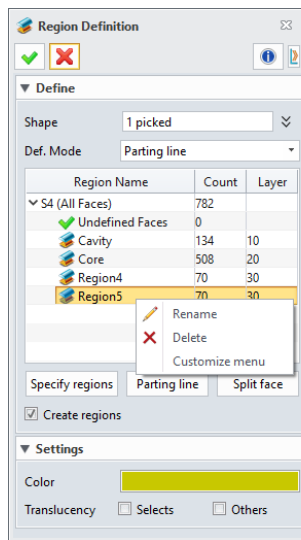 Region Definition
Define
Shape 1 picked
Def. Mode Parting line
Region Name Count Layer
S4 (All Faces) 782
Undefined Faces 0
Cavity 134 10
Core 508 20
Region4 70 30
Region5 70 30
Rename
Delete
Customize menu
Specify regions Parting line Split face
Create regions
Settings
Color
Translucency Selects Others